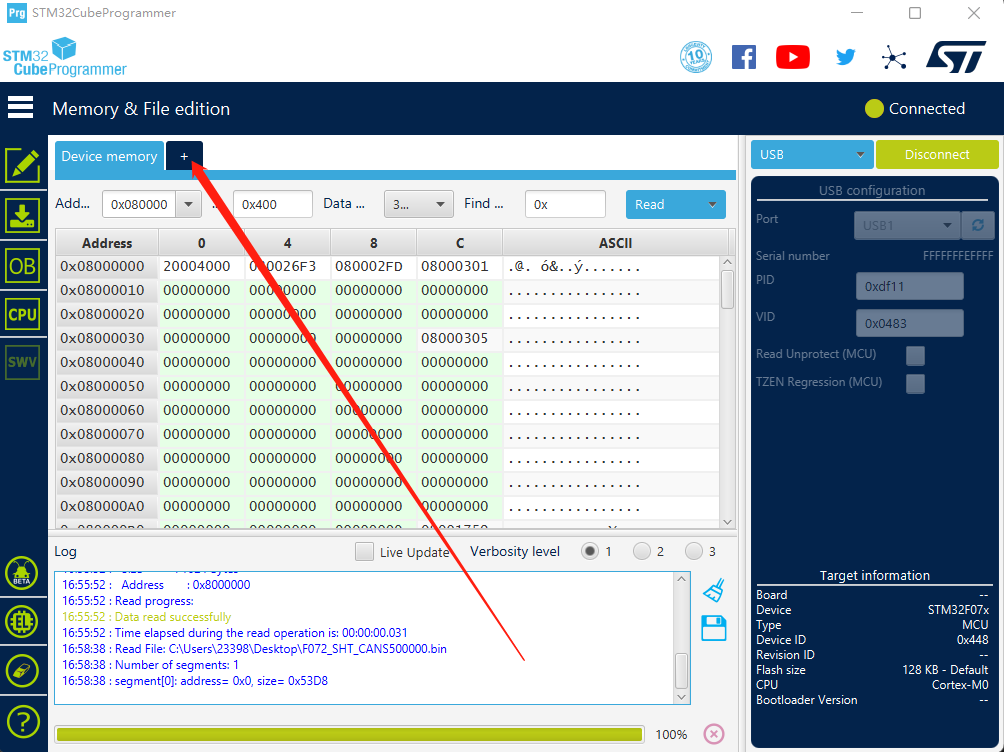 Prg STM32CubeProgrammer
STM32
CubeProgrammer
10
Memory & File edition
Connected
Device memory +
USB Disconnect
Add... 0x080000 .. 0x400 Data ... 3... Find ... 0x Read
USB configuration
Port USB1
Serial number FFFFFFFEFFFF
PID 0xdf11
VID 0x0483
Read Unprotect (MCU)
TZEN Regression (MCU)
OB
CPU
SWV
Address 0 4 8 C ASCII
0x08000000 20004000 080026F3 080002FD 08000301 .@. ó&..ý.......
0x08000010 00000000 00000000 00000000 00000000 ................
0x08000020 00000000 00000000 00000000 00000000 ................
0x08000030 00000000 00000000 00000000 08000305 ................
0x08000040 00000000 00000000 00000000 00000000 ................
0x08000050 00000000 00000000 00000000 00000000 ................
0x08000060 00000000 00000000 00000000 00000000 ................
0x08000070 00000000 00000000 00000000 00000000 ................
0x08000080 00000000 00000000 00000000 00000000 ................
0x08000090 00000000 00000000 00000000 00000000 ................
0x080000A0 00000000 00000000 00000000 00000000 ................
Log Live Update Verbosity level 1 2 3
16:55:52 : Address : 0x8000000
16:55:52 : Read progress:
16:55:52 : Data read successfully
16:55:52 : Time elapsed during the read operation is: 00:00:00.031
16:58:38 : Read File: C:\Users\23398\Desktop\F072_SHT_CANS500000.bin
16:58:38 : Number of segments: 1
16:58:38 : segment[0]: address= 0x0, size= 0x53D8
100%
BETA
Target information
Board --
Device STM32F07x
Type MCU
Device ID 0x448
Revision ID --
Flash size 128 KB - Default
CPU Cortex-M0
Bootloader Version --